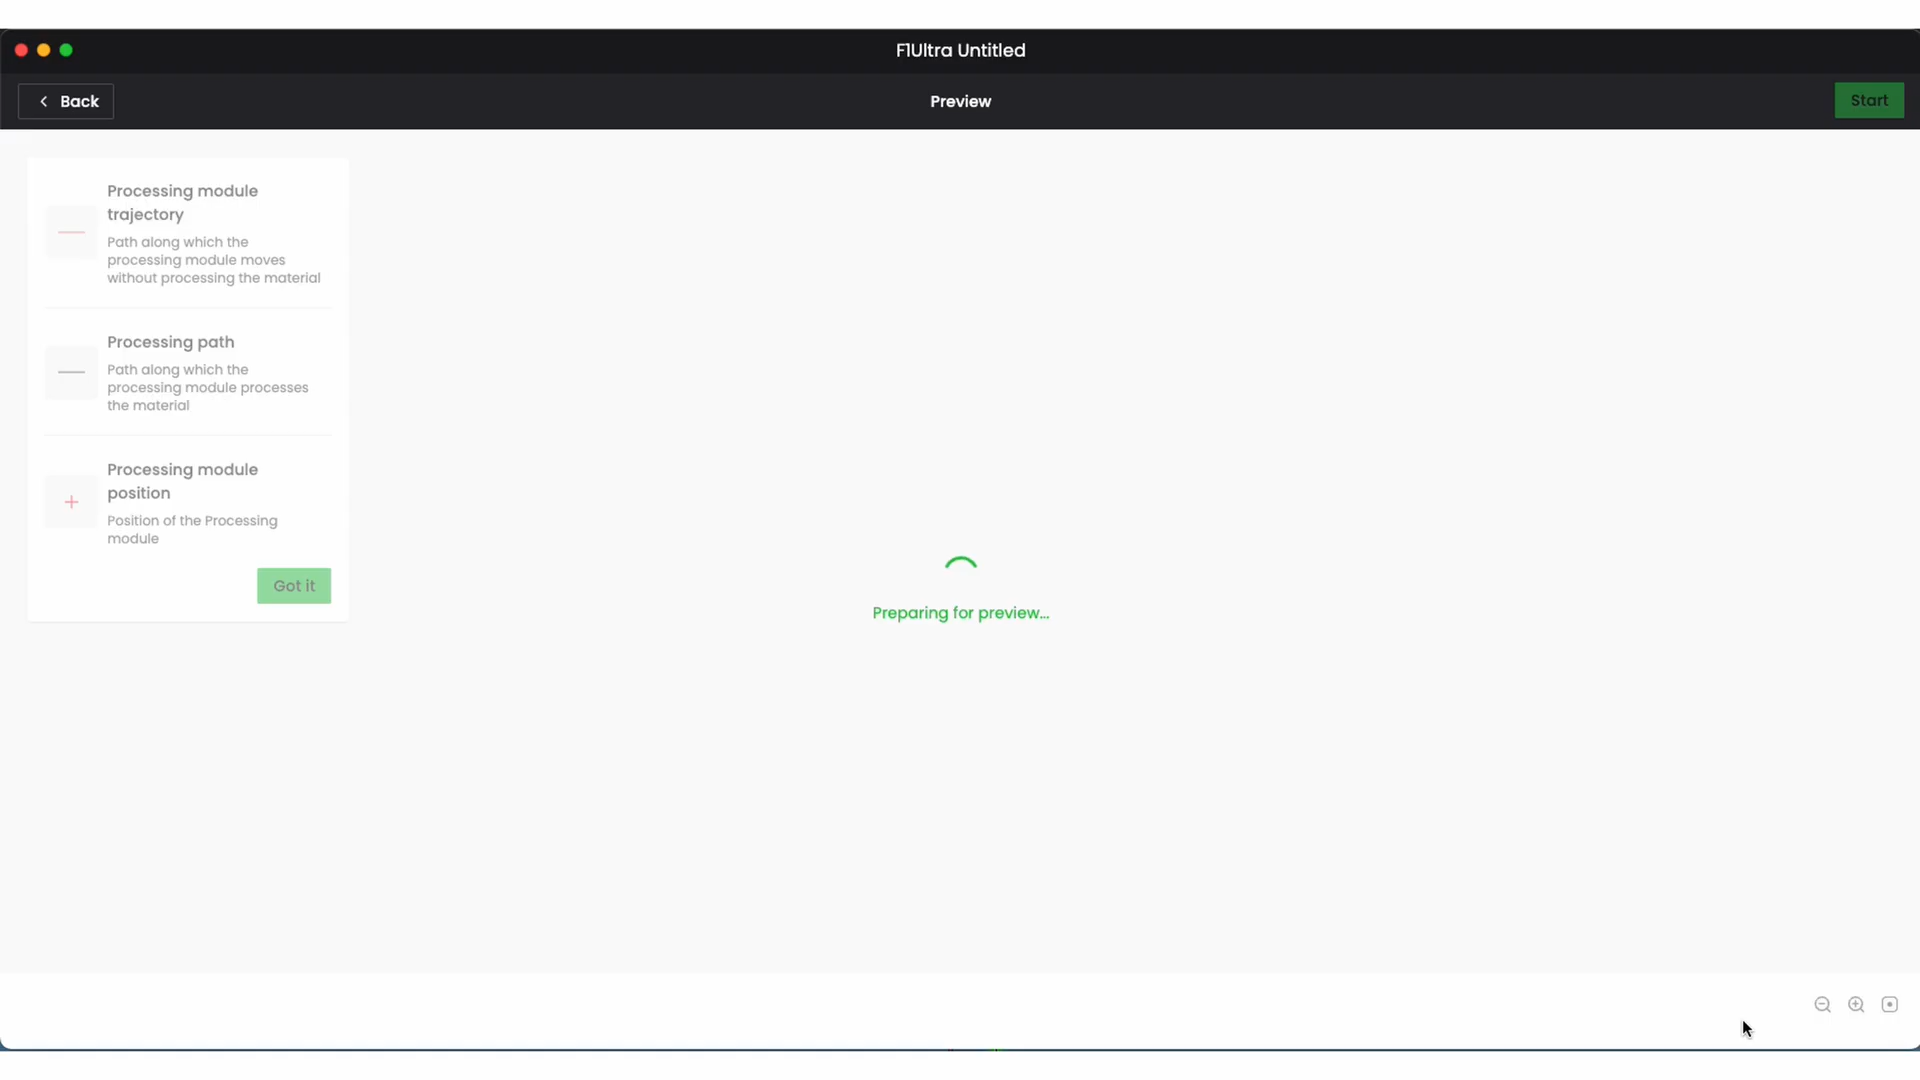 F1Ultra Untitled
Back
Preview
Start
Processing module
trajectory
Path along which the
processing module moves
without processing the material
Processing path
Path along which the
processing module processes
the material
Processing module
position
Position of the Processing
module
Got it
Preparing for preview...